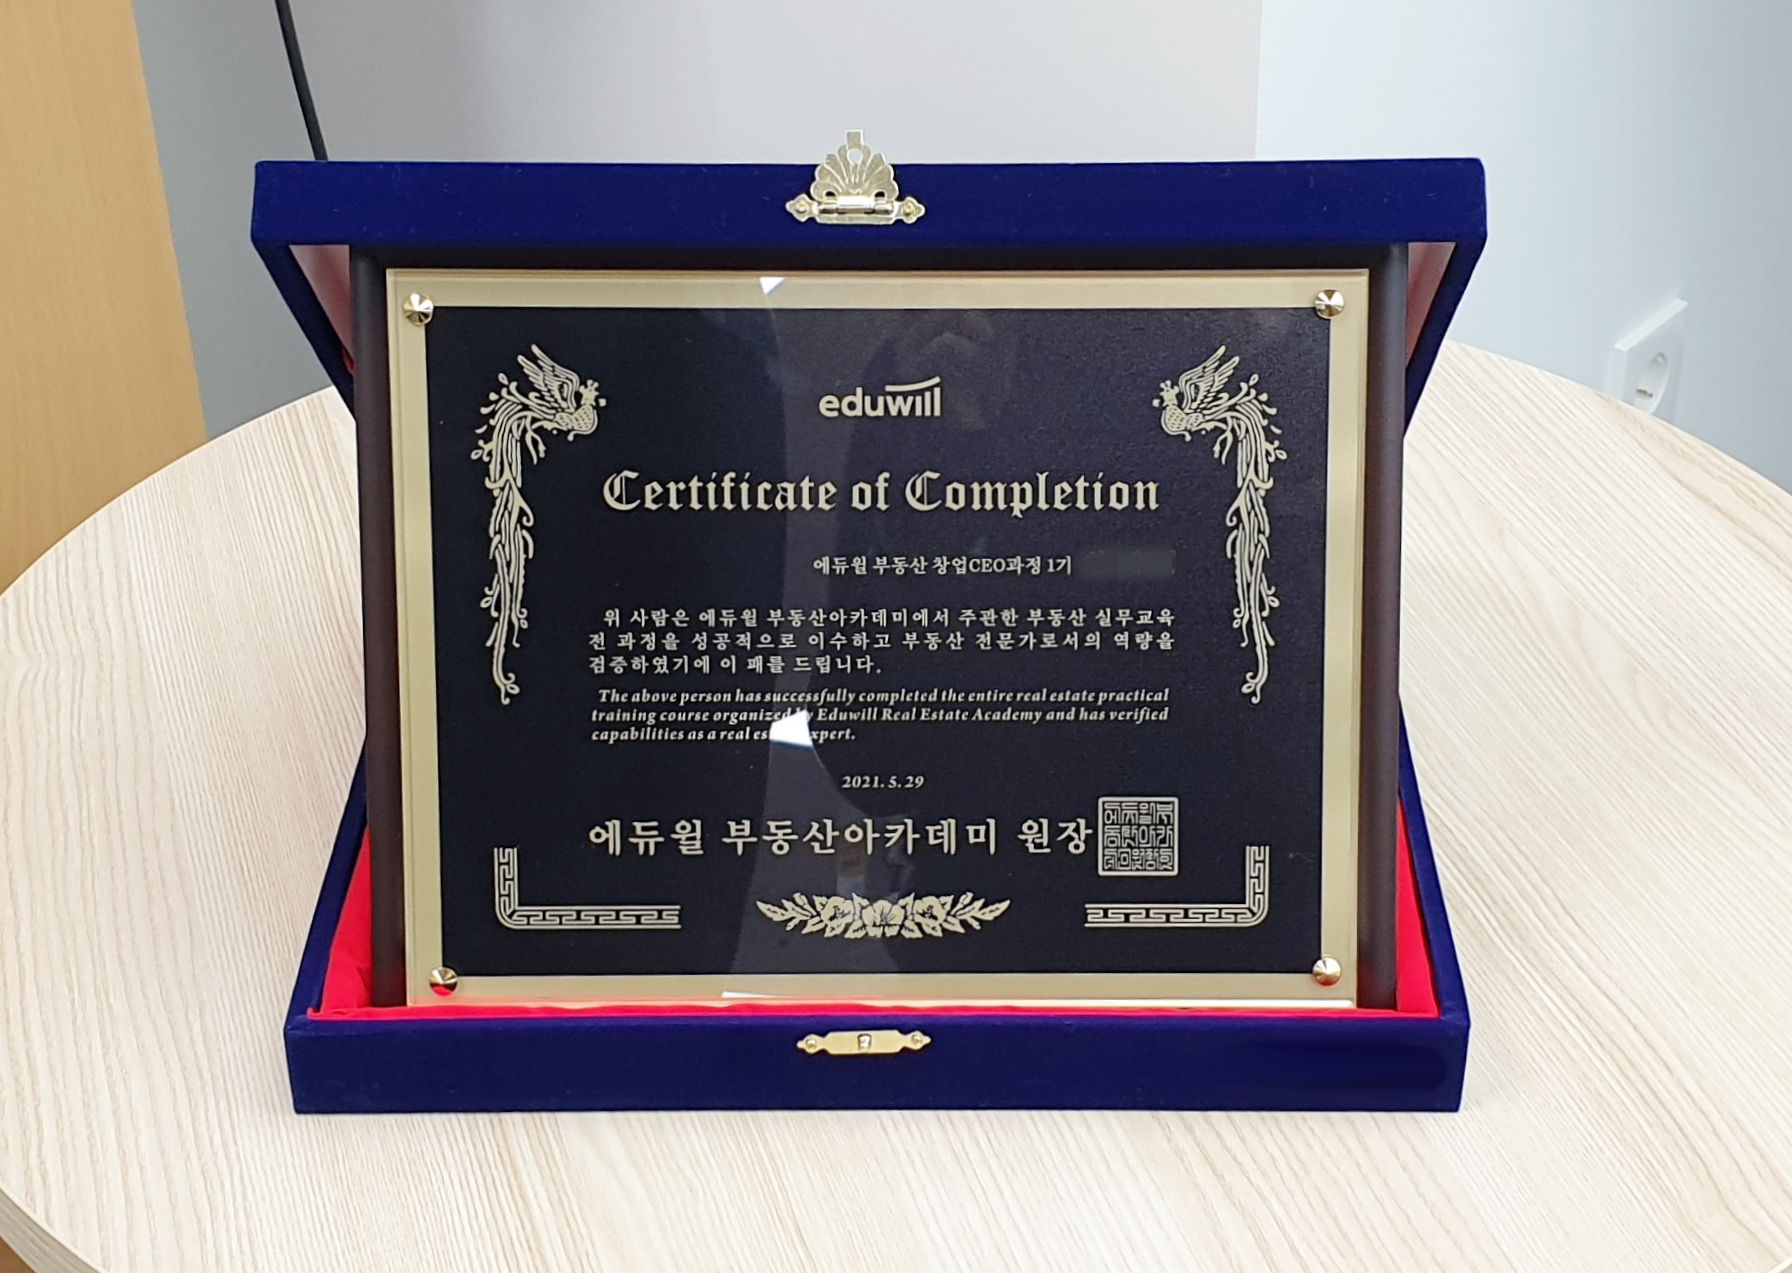 eduwill
Certificate of Completion
에듀윌 부동산 창업CEO과정 1기
위 사람은 에듀윌 부동산아카데미에서 주관한 부동산 실무교육
전 과정을 성공적으로 이수하고 부동산 전문가로서의 역량을
검증하였기에 이 패를 드립니다.
The above person has successfully completed the entire real estate practical
training course organized by Eduwill Real Estate Academy and has verified
capabilities as a real estate expert.
2021. 5. 29
에듀윌 부동산아카데미 원장